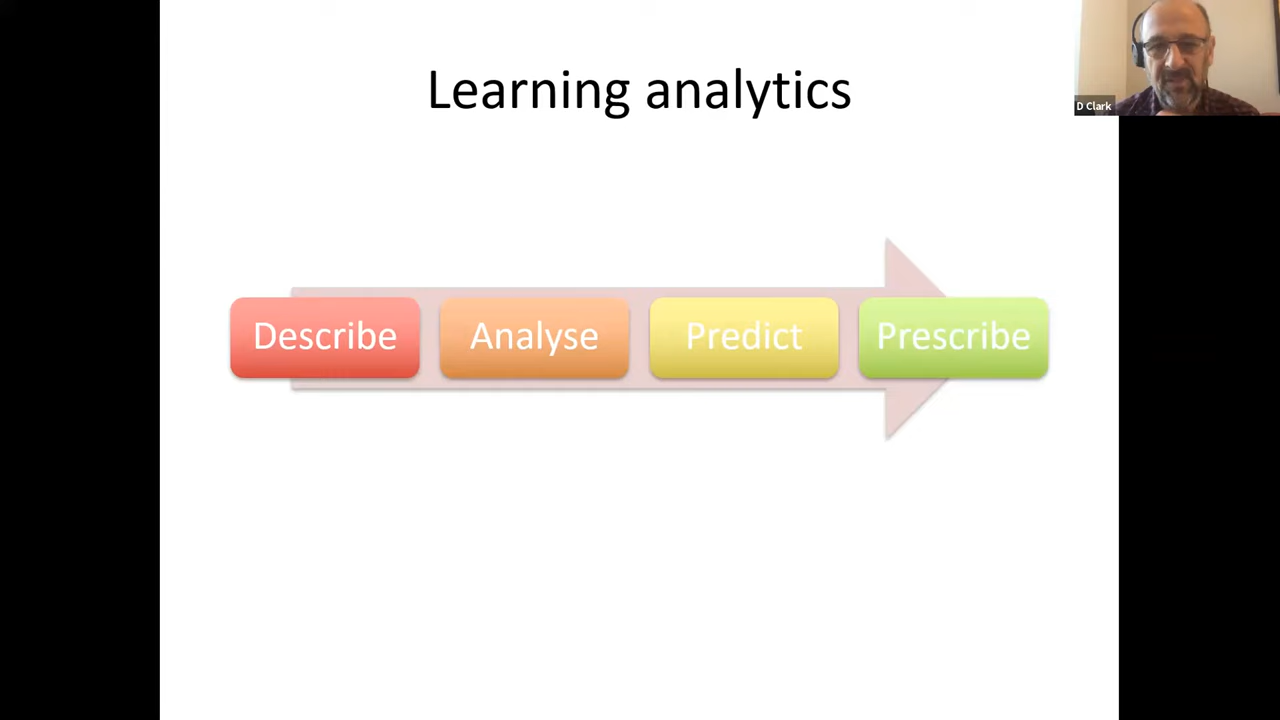 Learning analytics
D Clark
Describe
Analyse
Predict
Prescribe